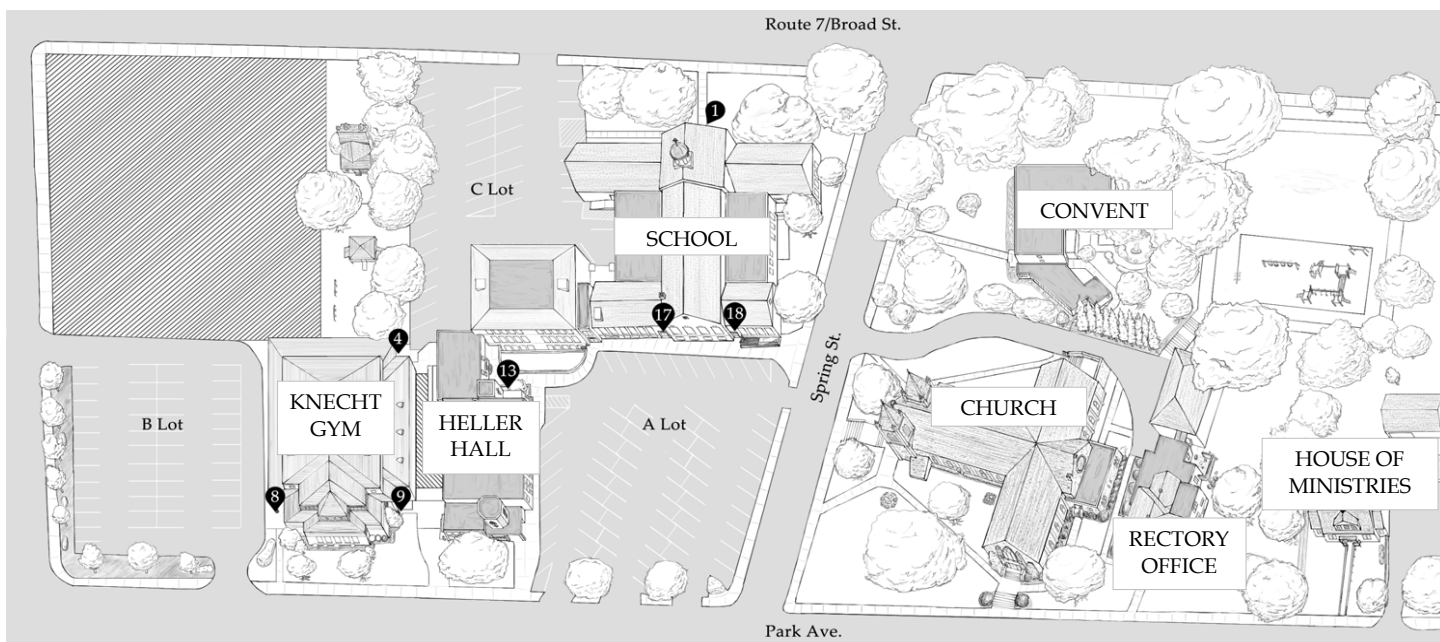 Route 7/Broad St.
1
C Lot
CONVENT
SCHOOL
17
18
4
13
Spring St.
KNECHT
GYM
HELLER
HALL
B Lot
A Lot
CHURCH
HOUSE OF
MINISTRIES
8
9
RECTORY
OFFICE
Park Ave.